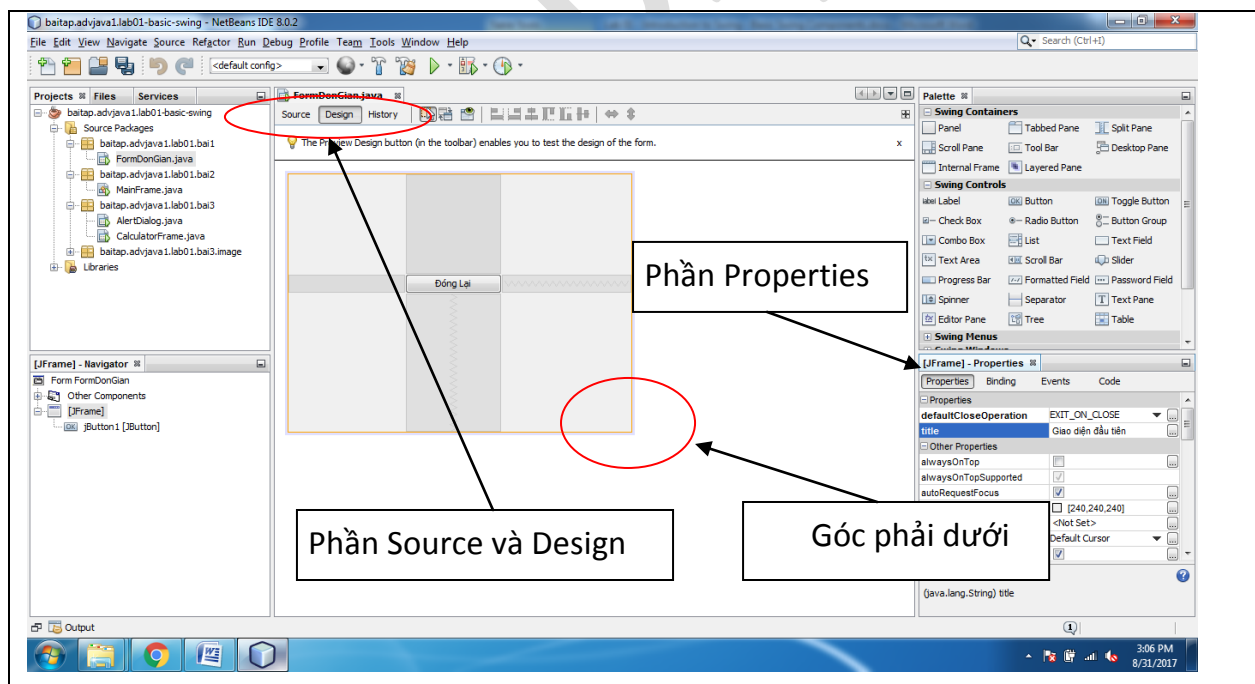 baitap.advjava1.lab01-basic-swing - NetBeans IDE 8.0.2
File Edit View Navigate Source Refactor Run Debug Profile Team Tools Window Help
Search (Ctrl+I)
<default config>
Projects Files Services
baitap.advjava1.lab01-basic-swing
Source Packages
baitap.advjava1.lab01.bai1
FormDonGian.java
baitap.advjava1.lab01.bai2
MainFrame.java
baitap.advjava1.lab01.bai3
AlertDialog.java
CalculatorFrame.java
baitap.advjava1.lab01.bai3.image
Libraries
[JFrame] - Navigator
Form FormDonGian
Other Components
[JFrame]
jButton1 [JButton]
FormDonGian.java
Source Design History
The Preview Design button (in the toolbar) enables you to test the design of the form. x
Đóng Lại
Phần Properties
Phần Source và Design
Góc phải dưới
Palette
Swing Containers
Panel Tabbed Pane Split Pane
Scroll Pane Tool Bar Desktop Pane
Internal Frame Layered Pane
Swing Controls
label Label OK Button ON Toggle Button
Check Box Radio Button Button Group
Combo Box List Text Field
Text Area Scroll Bar Slider
Progress Bar Formatted Field Password Field
Spinner Separator Text Pane
Editor Pane Tree Table
Swing Menus
Swing Windows
[JFrame] - Properties
Properties Binding Events Code
Properties
defaultCloseOperation EXIT_ON_CLOSE
title Giao diện đầu tiên
Other Properties
alwaysOnTop
alwaysOnTopSupported
autoRequestFocus
[240,240,240]
<Not Set>
Default Cursor
(java.lang.String) title
Output
1
3:06 PM
8/31/2017